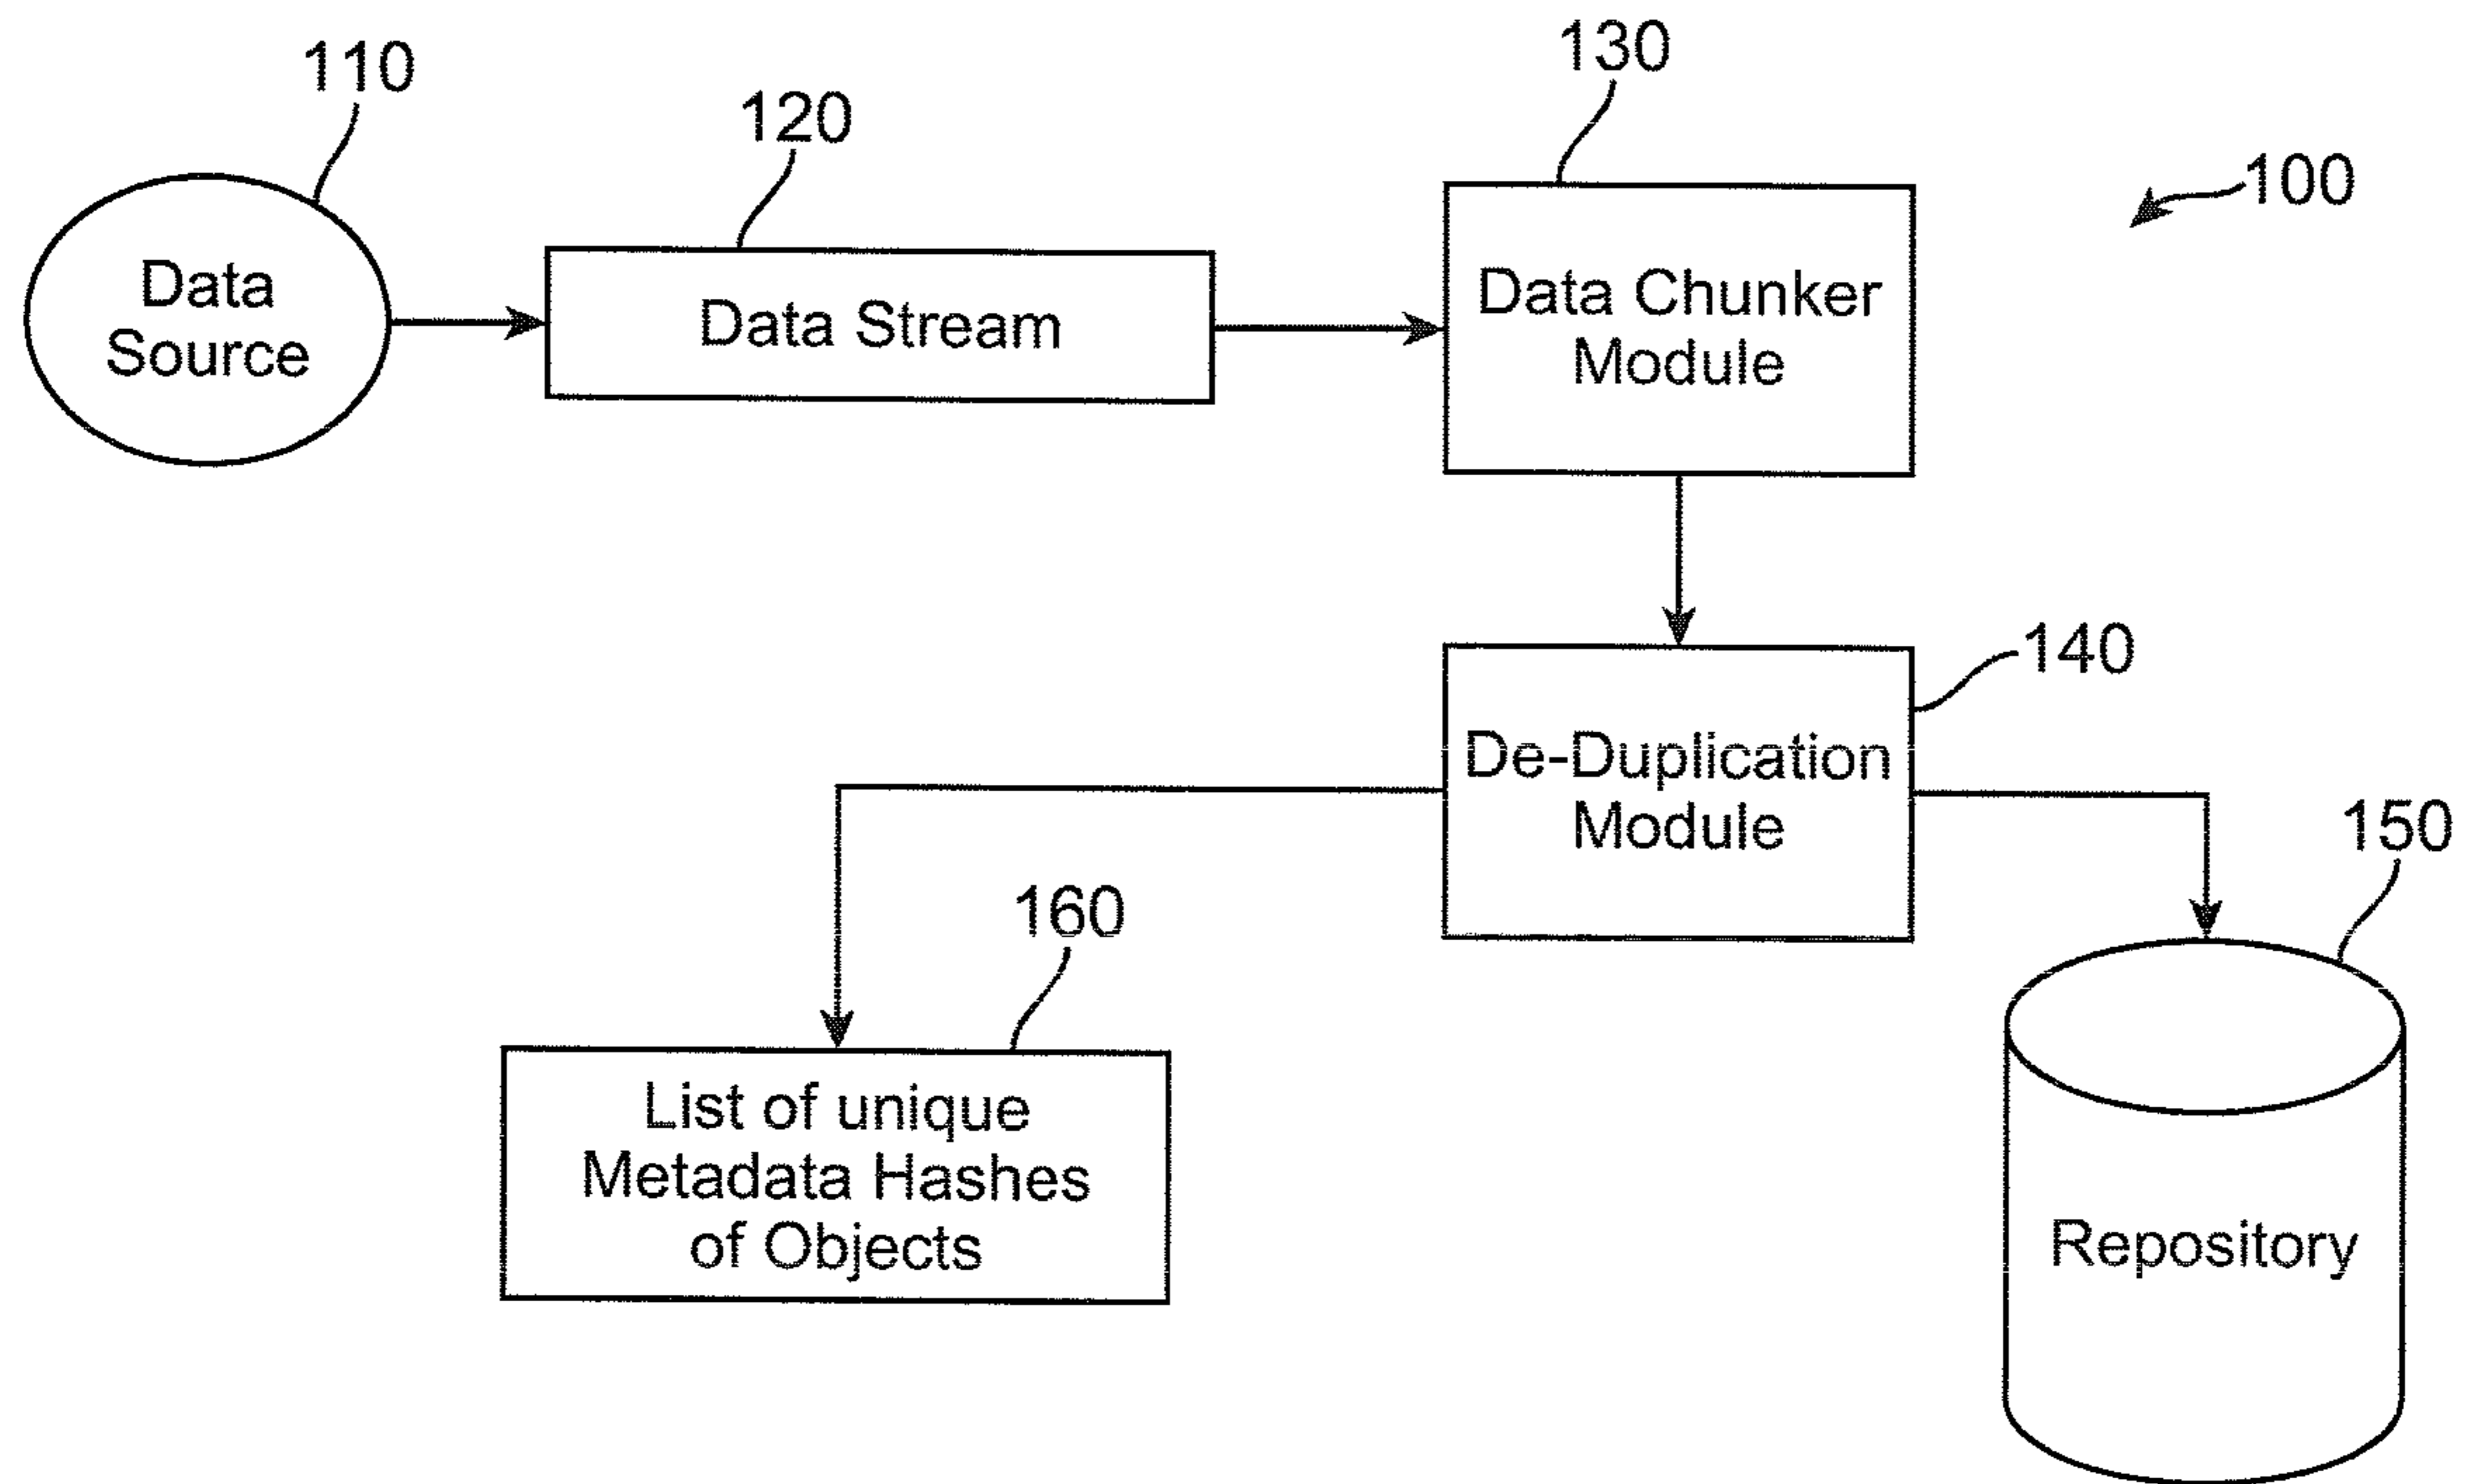 110
120
130
100
Data
Source
Data Stream
Data Chunker
Module
140
De-Duplication
Module
150
160
List of unique
Metadata Hashes
of Objects
Repository